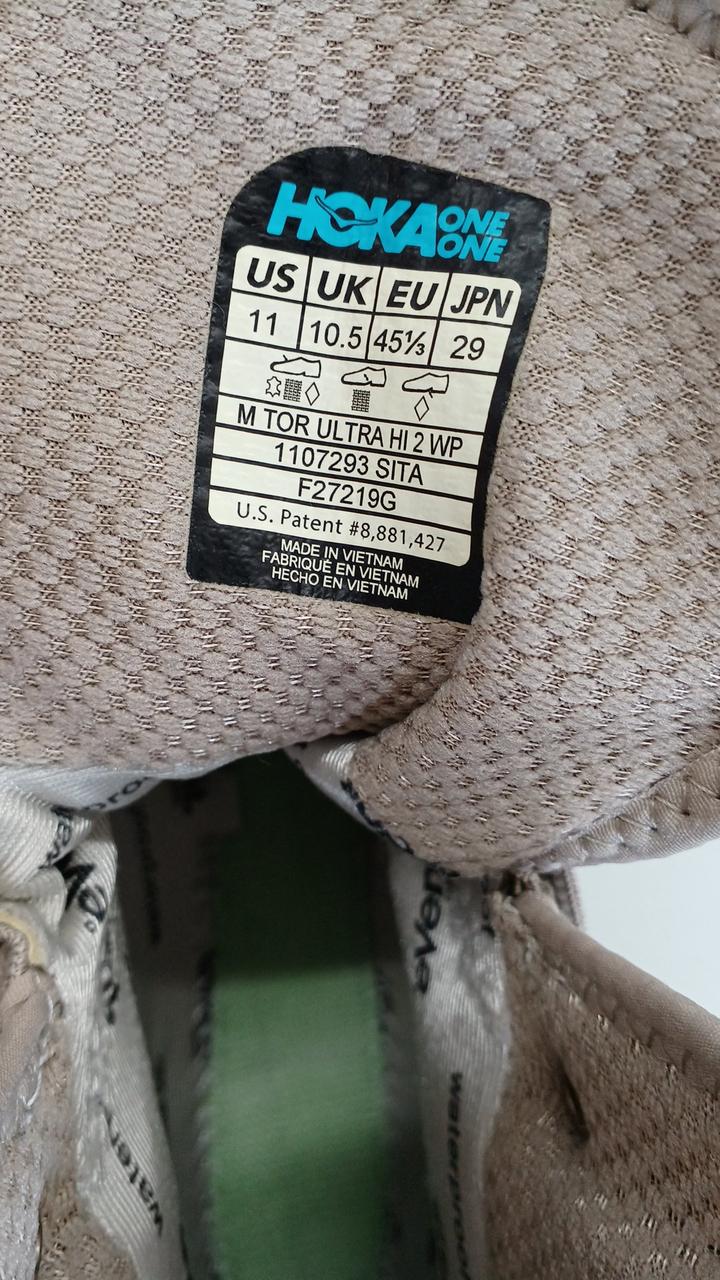 HOKA ONE ONE
US UK EU JPN
11 10.5 45⅓ 29
M TOR ULTRA HI 2 WP
1107293 SITA
F27219G
U.S. Patent #8,881,427
MADE IN VIETNAM
FABRIQUÉ EN VIETNAM
HECHO EN VIETNAM